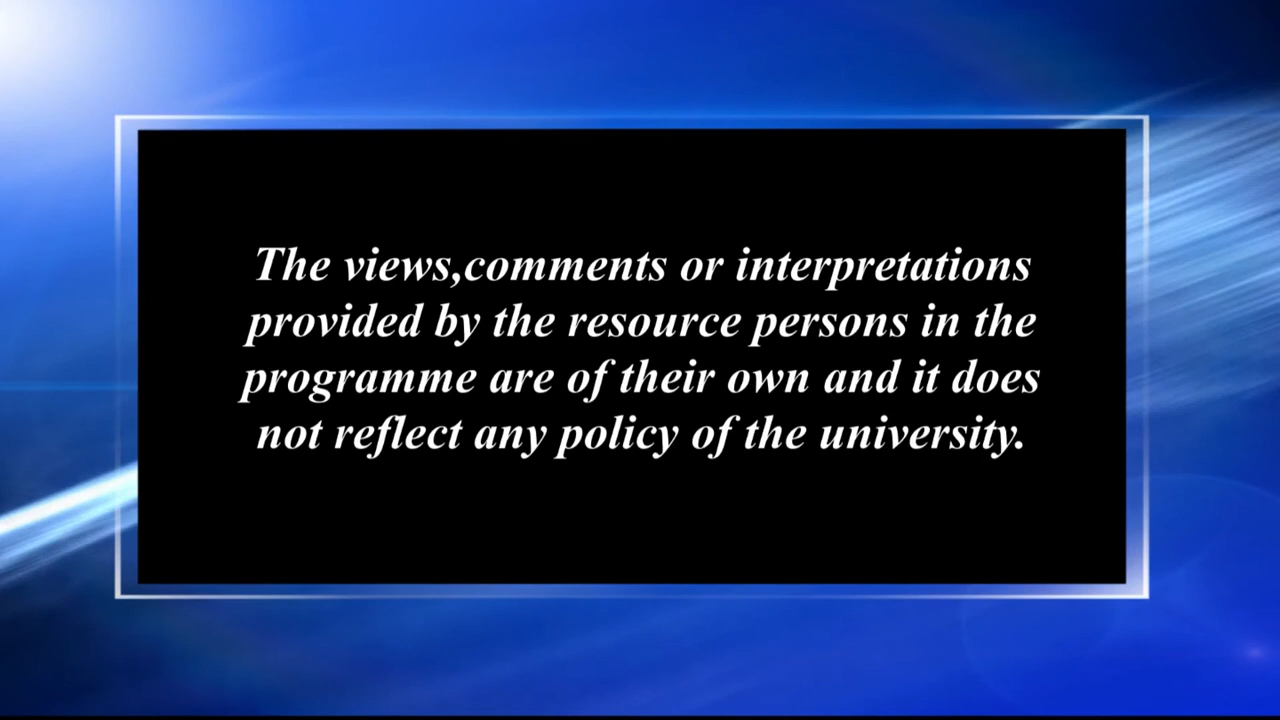 The views,comments or interpretations
provided by the resource persons in the
programme are of their own and it does
not reflect any policy of the university.